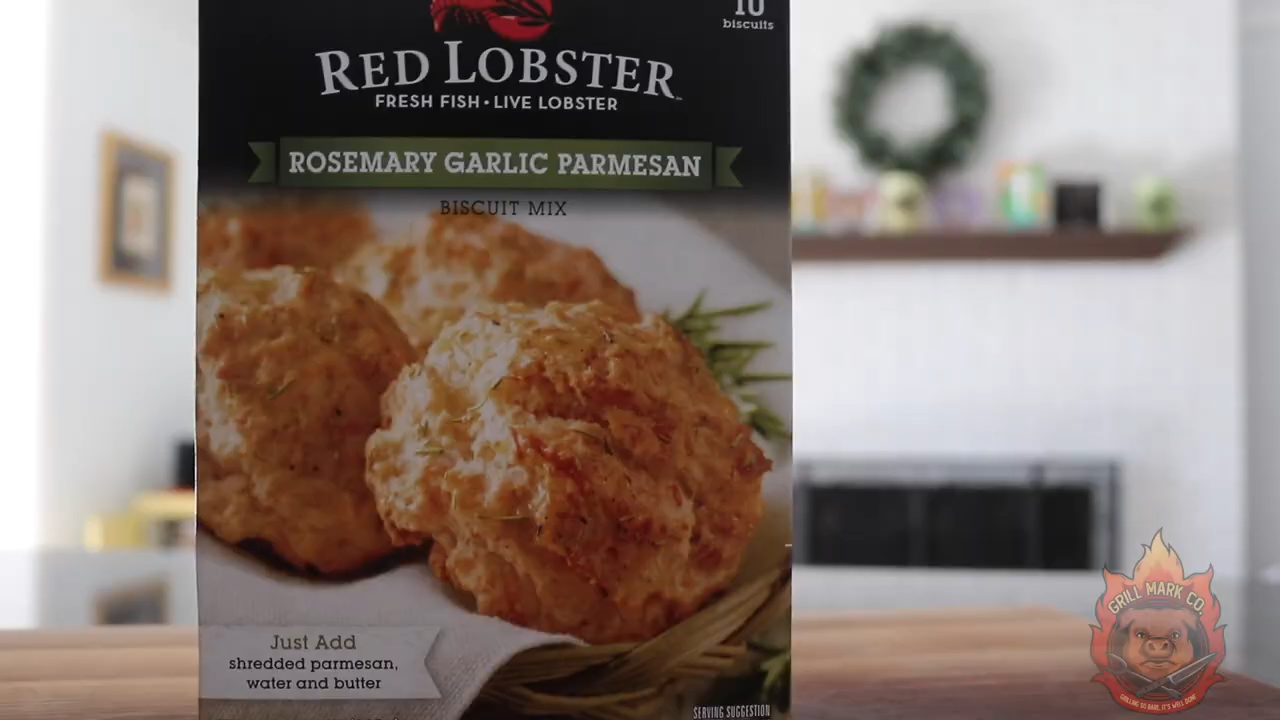 10
biscuits
RED LOBSTER
FRESH FISH • LIVE LOBSTER
ROSEMARY GARLIC PARMESAN
BISCUIT MIX
Just Add
shredded parmesan,
water and butter
SERVING SUGGESTION
GRILL MARK CO.